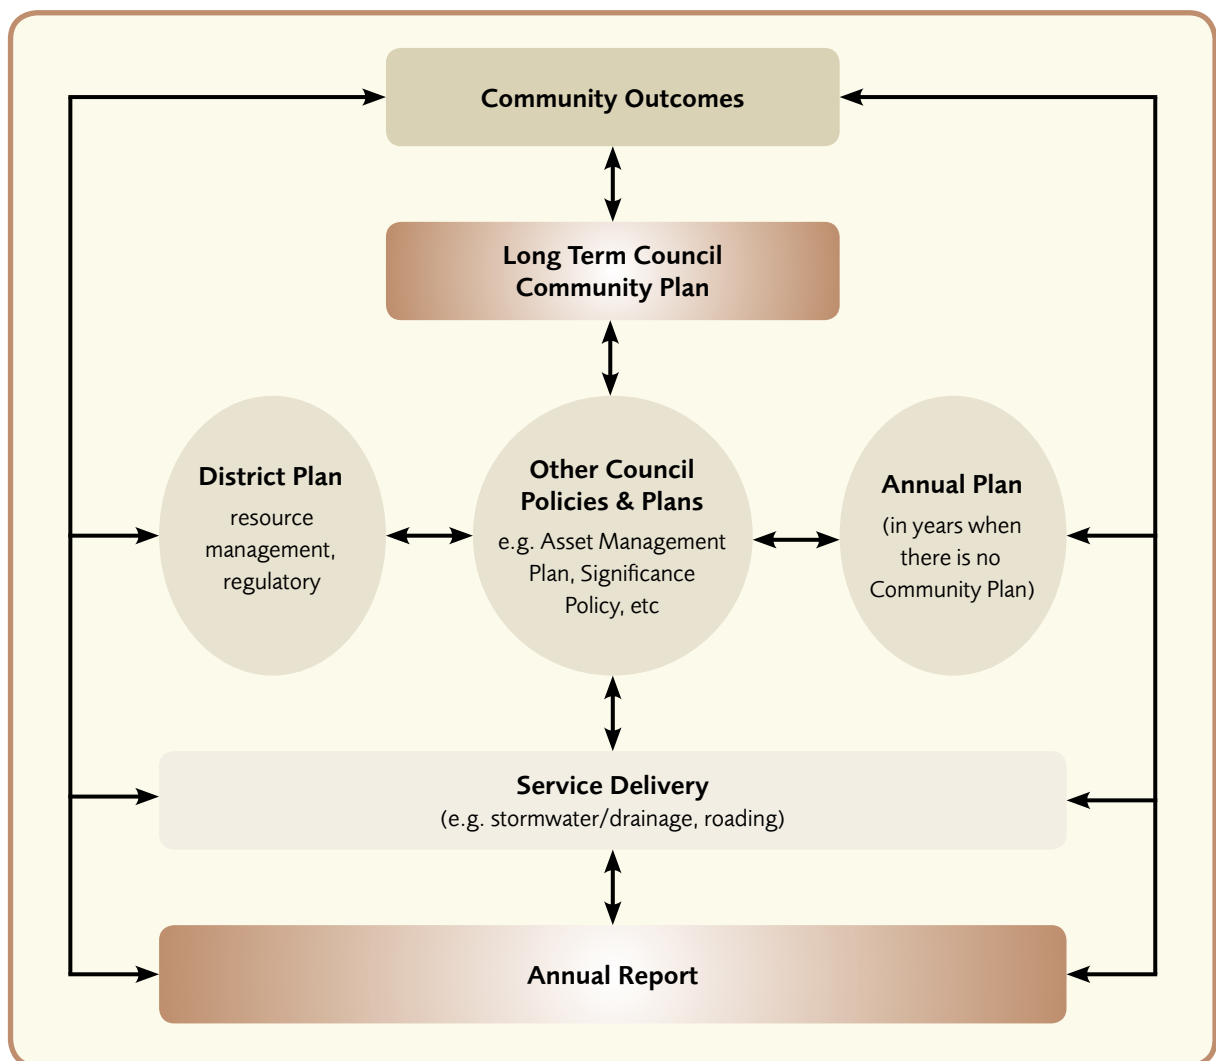 Community Outcomes
Long Term Council
Community Plan
District Plan
resource
management,
regulatory
Other Council
Policies & Plans
e.g. Asset Management
Plan, Significance
Policy, etc
Annual Plan
(in years when
there is no
Community Plan)
Service Delivery
(e.g. stormwater/drainage, roading)
Annual Report